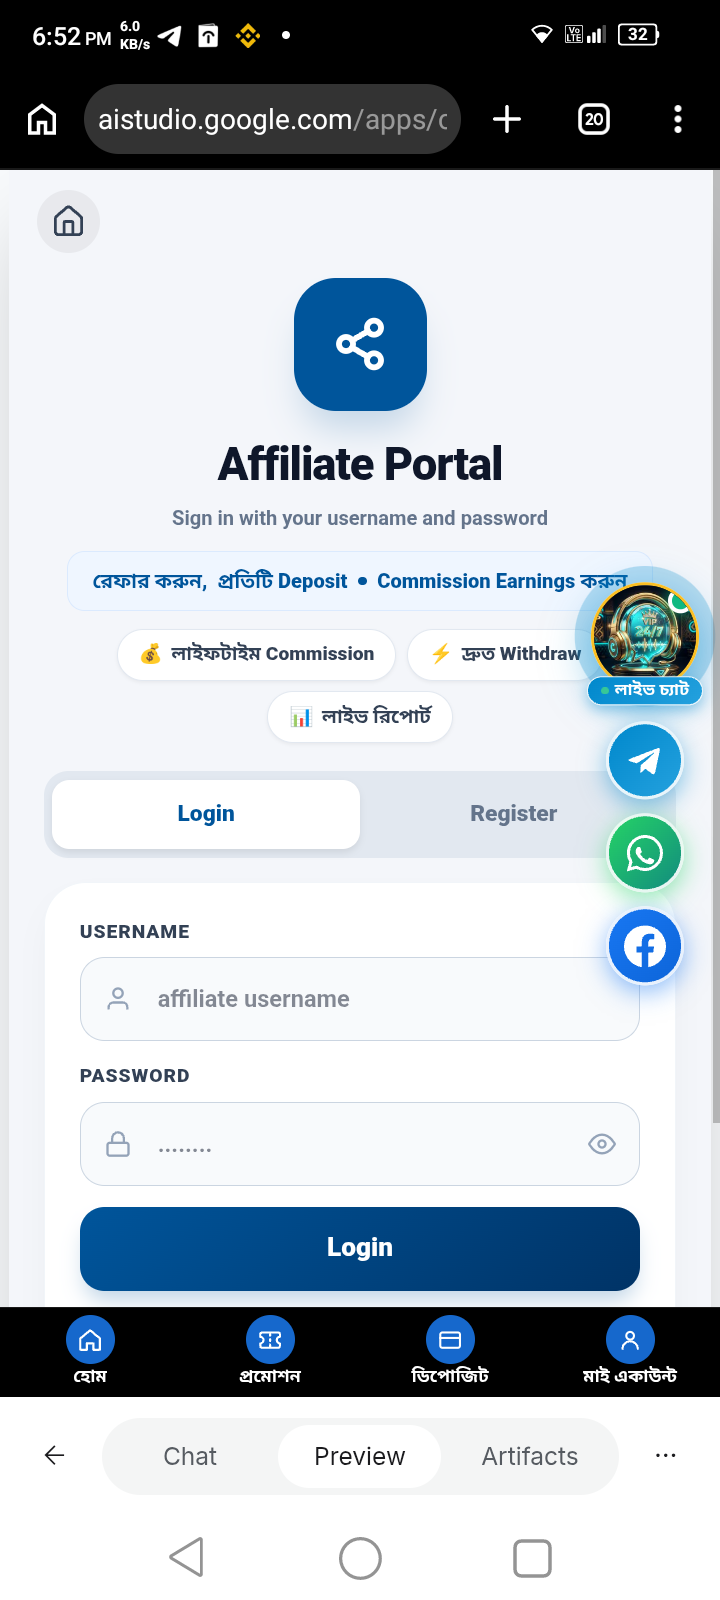 6:52 PM 6.0 KB/s Vo LTE 32
aistudio.google.com/apps/
20
Affiliate Portal
Sign in with your username and password
রেফার করুন, প্রতিটি Deposit • Commission Earnings করুন
💰 লাইফটাইম Commission
⚡ দ্রুত Withdraw
VIP
24/7
লাইভ চ্যাট
📊 লাইভ রিপোর্ট
Login
Register
USERNAME
affiliate username
PASSWORD
........
Login
হোম
প্রমোশন
ডিপোজিট
মাই একাউন্ট
Chat
Preview
Artifacts